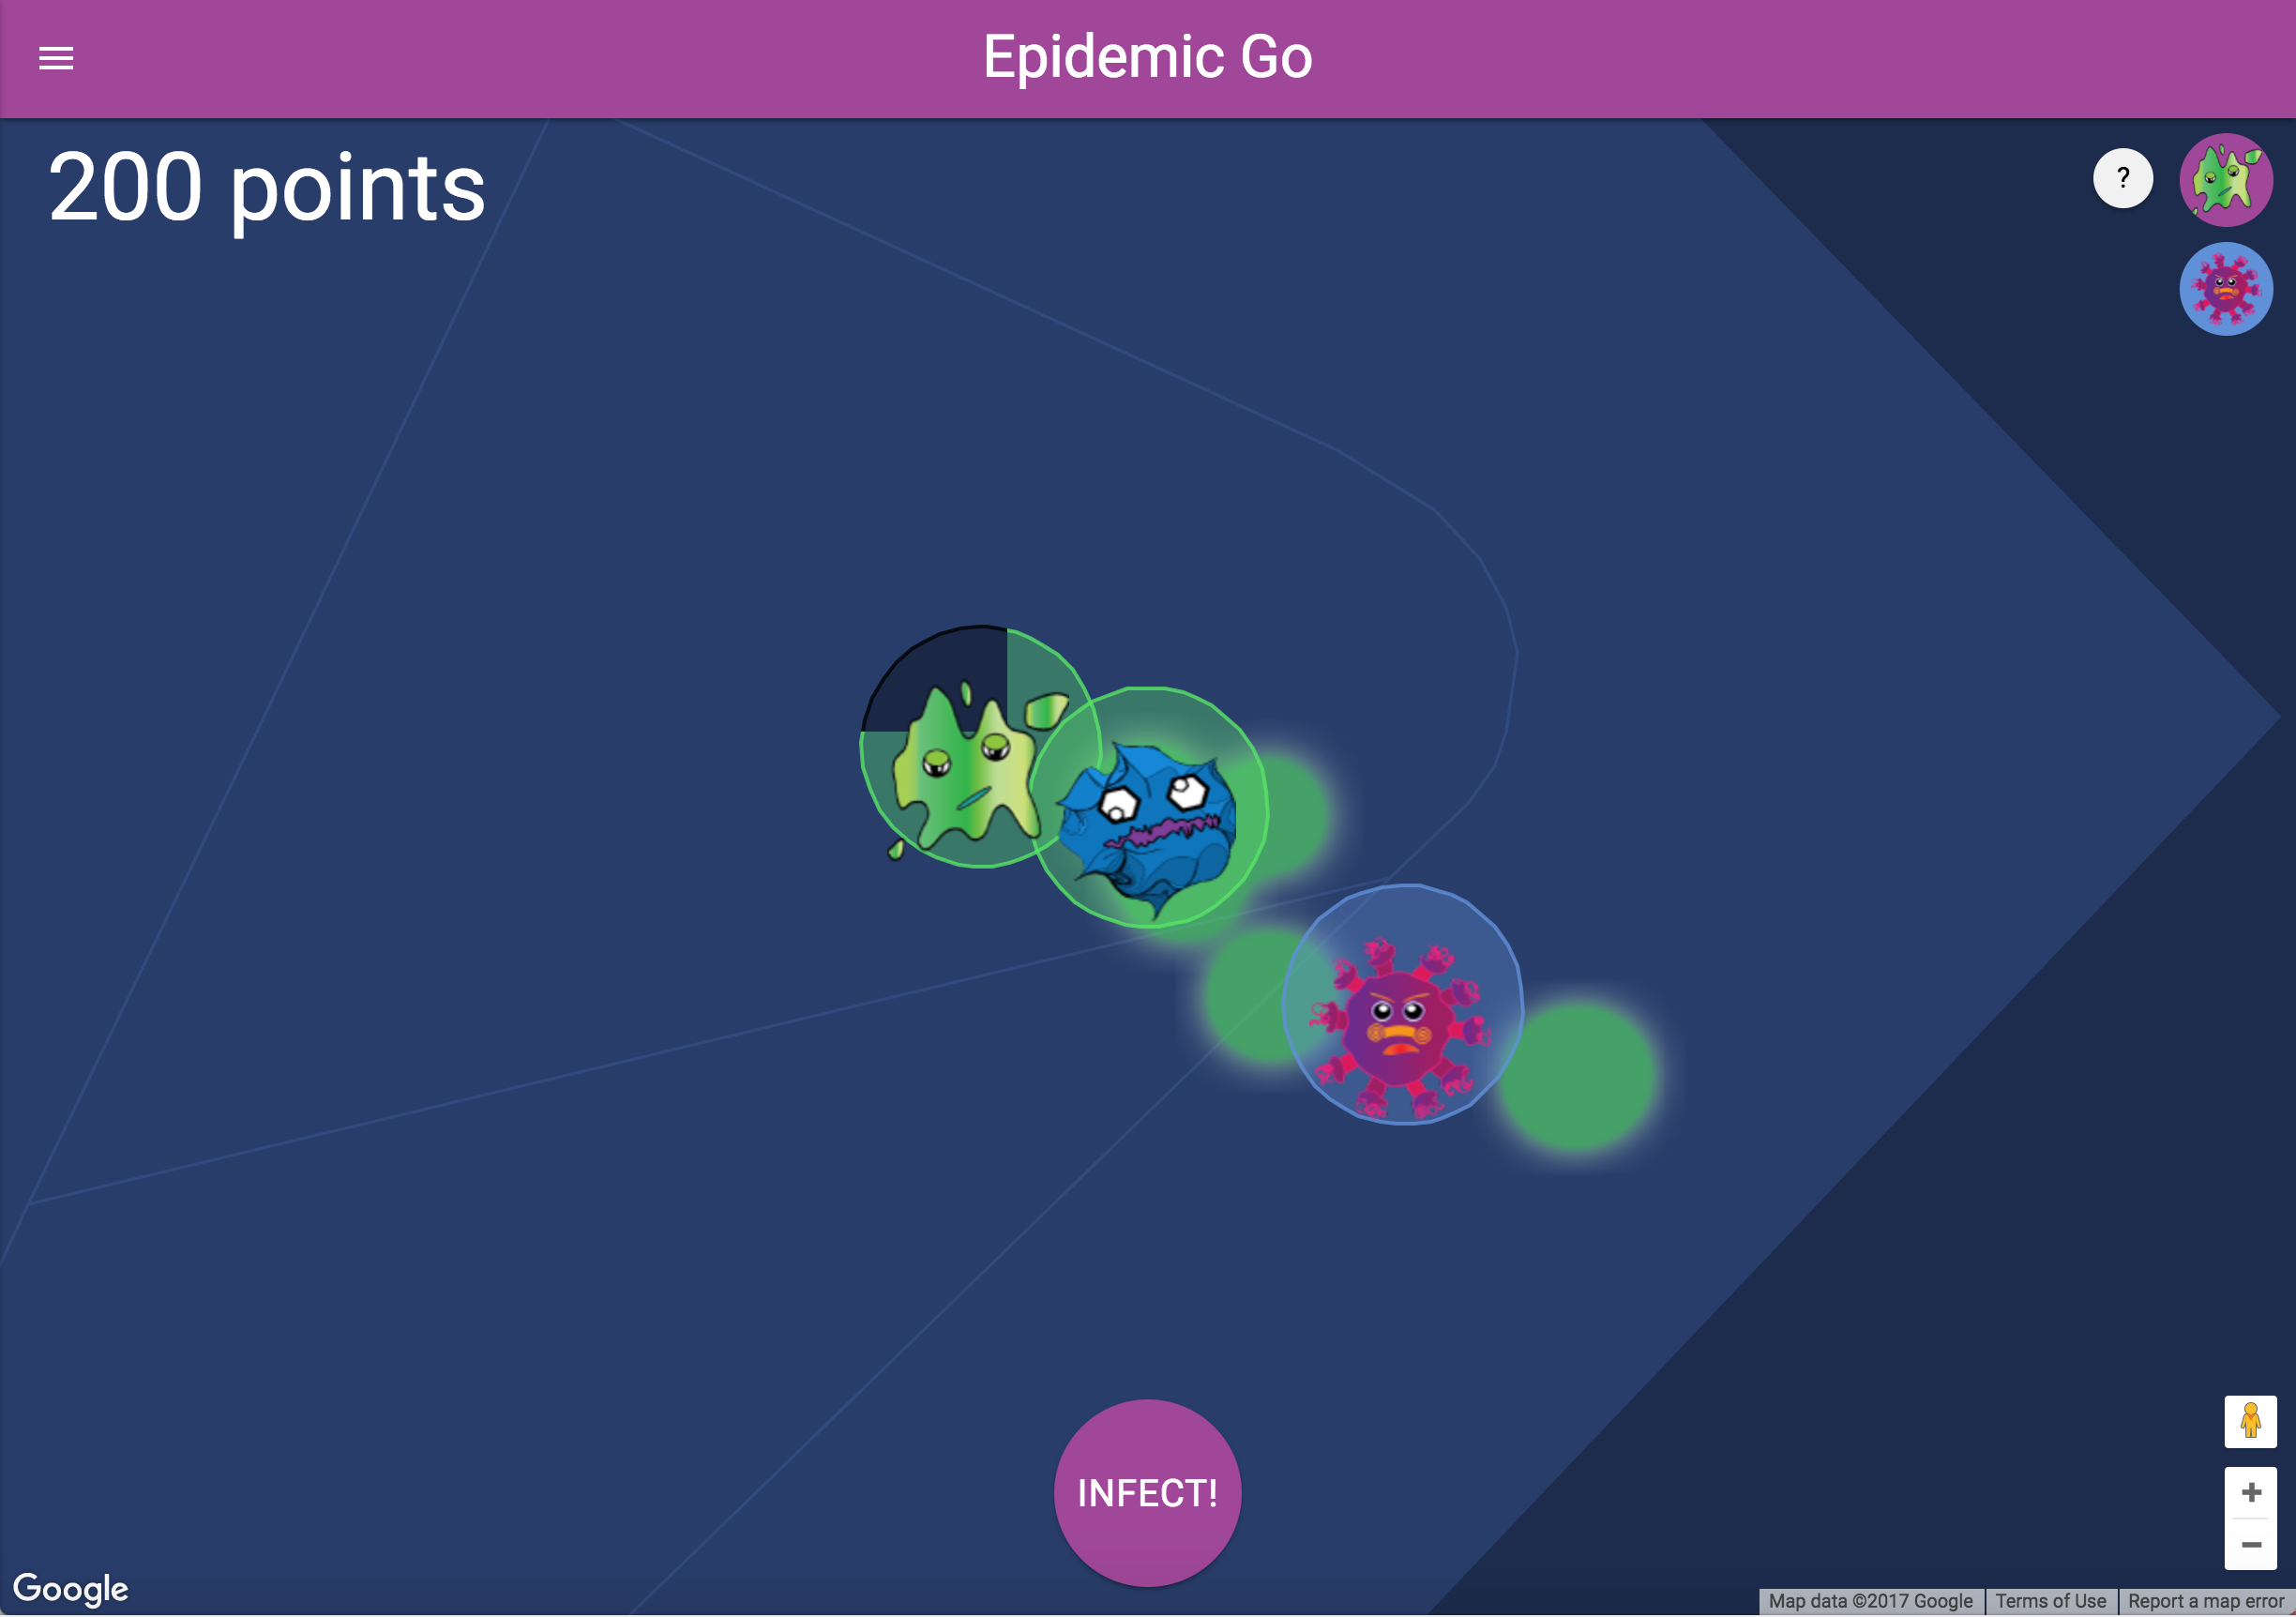 Epidemic Go
200 points
?
INFECT!
Google
Map data ©2017 Google
Terms of Use
Report a map error